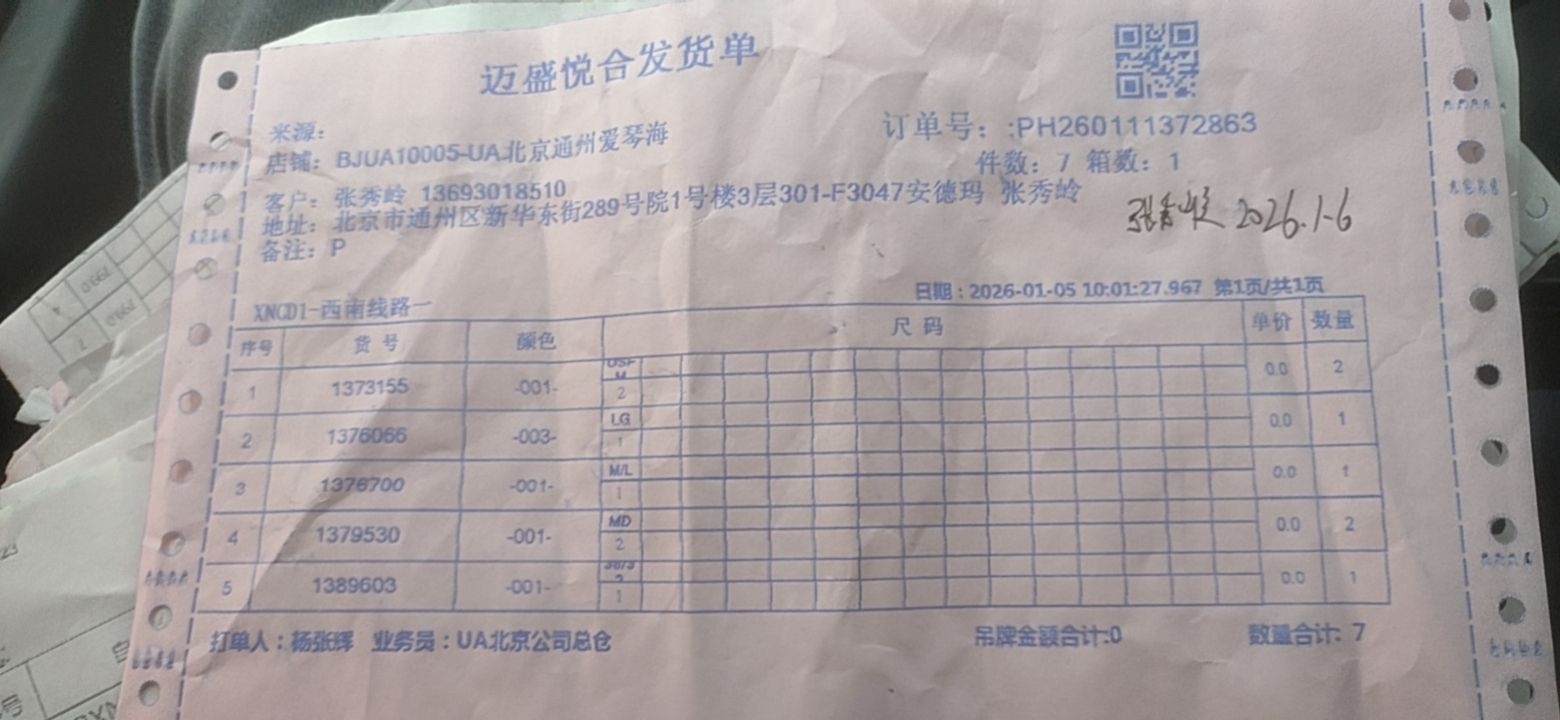 迈盛悦合发货单
来源:
订单号: :PH260111372863
店铺: BJUA10005-UA北京通州爱琴海
件数: 7 箱数: 1
客户: 张秀岭 13693018510
地址: 北京市通州区新华东街289号院1号楼3层301-F3047安德玛 张秀岭
张秀岭 2026.1-6
备注: P
日期:2026-01-05 10:01:27.967 第1页/共1页
XNCD1-西南线路一
序号 货号 颜色 尺码 单价 数量
1 1373155 -001- 2 0.0 2
2 1376066 -003- LG 1 0.0 1
3 1376700 -001- M/L 1 0.0 1
4 1379530 -001- MD 2 0.0 2
5 1389603 -001- 1 0.0 1
打单人:杨张辉 业务员:UA北京公司总仓 吊牌金额合计:0 数量合计: 7